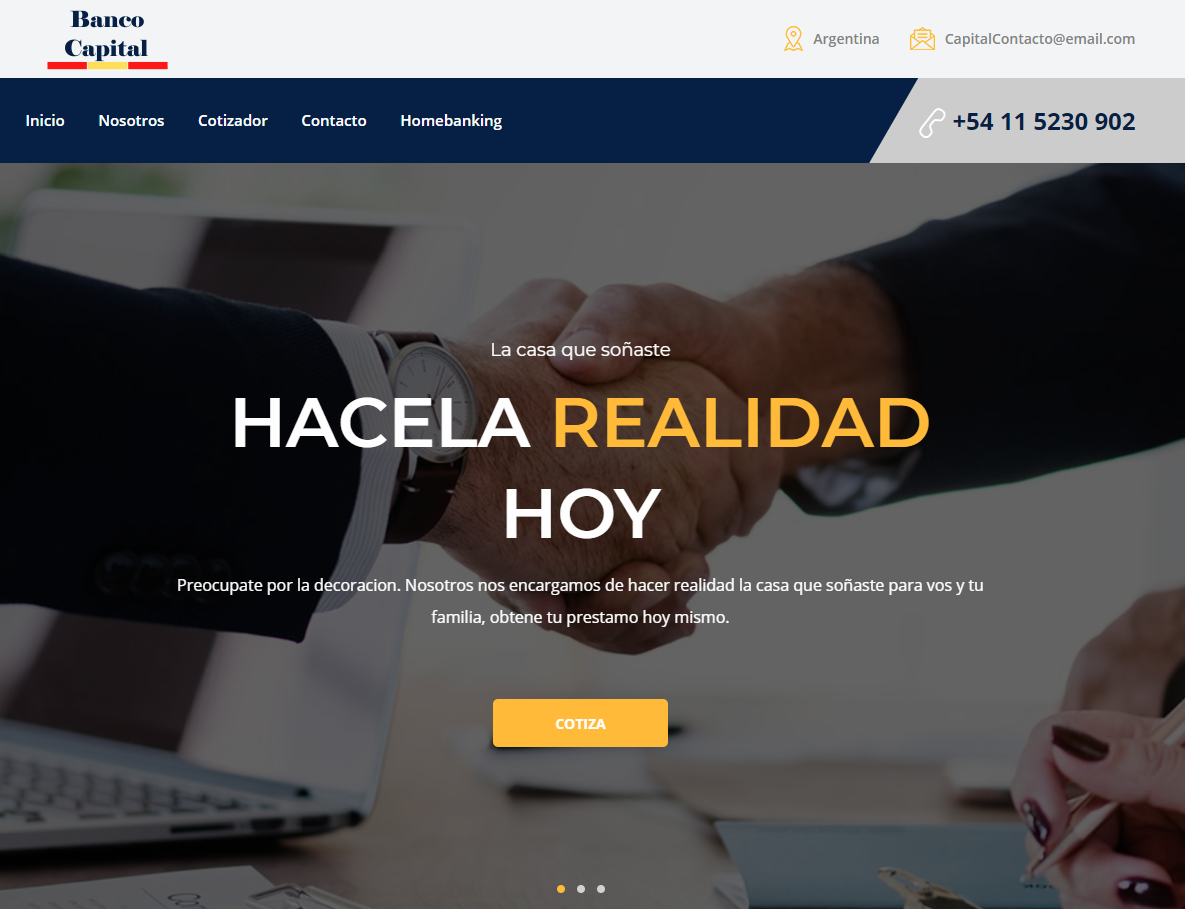 Banco
Capital
Argentina
CapitalContacto@email.com
Inicio
Nosotros
Cotizador
Contacto
Homebanking
+54 11 5230 902
La casa que soñaste
HACELA REALIDAD
HOY
Preocupate por la decoracion. Nosotros nos encargamos de hacer realidad la casa que soñaste para vos y tu
familia, obtene tu prestamo hoy mismo.
COTIZA